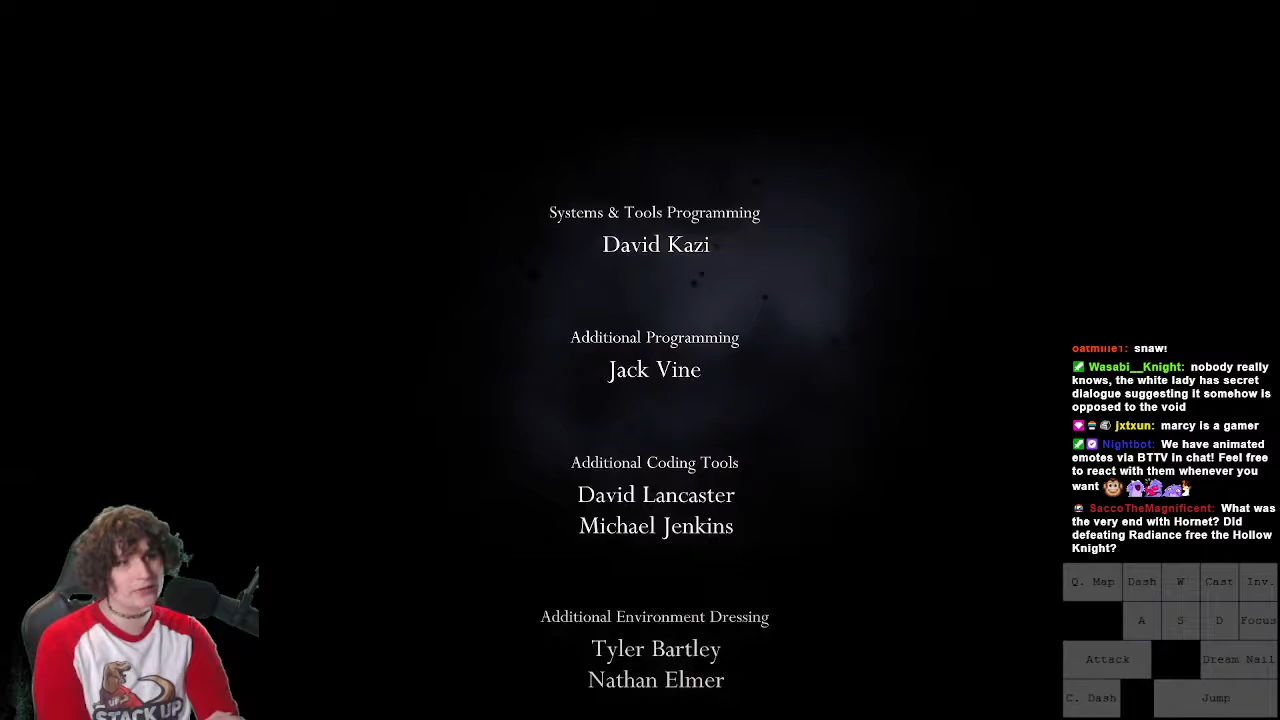 Systems & Tools Programming
David Kazi
Additional Programming
Jack Vine
Additional Coding Tools
David Lancaster
Michael Jenkins
Additional Environment Dressing
Tyler Bartley
Nathan Elmer
oatmille1: snaw!
Wasabi__Knight: nobody really
knows, the white lady has secret
dialogue suggesting it somehow is
opposed to the void
jxtxun: marcy is a gamer
Nightbot: We have animated
emotes via BTTV in chat! Feel free
to react with them whenever you
want
SaccoTheMagnificent: What was
the very end with Hornet? Did
defeating Radiance free the Hollow
Knight?
Q. Map Dash W Cast Inv.
A S D Focus
Attack Dream Nail
C. Dash Jump
STACK UP